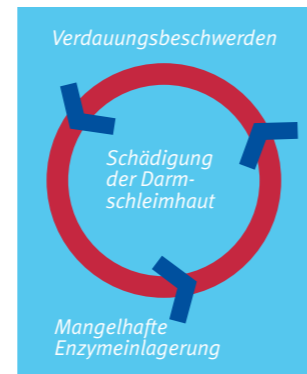 Verdauungsbeschwerden
Schädigung
der Darm-
schleimhaut
Mangelhafte
Enzymeinlagerung